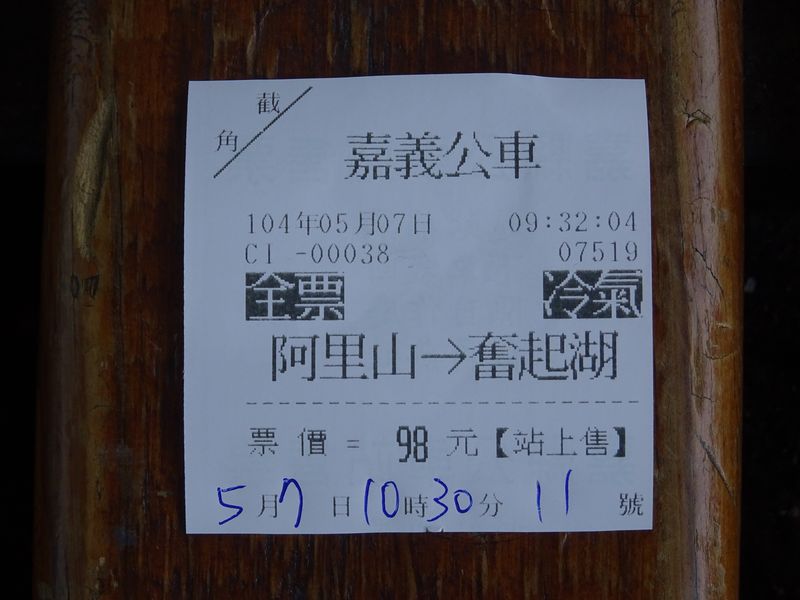 截
角
嘉義公車
104年05月07日 09:32:04
CI -00038 07519
全票 冷氣
阿里山→奮起湖
票價= 98元【站上售】
5月7日10時30分 11 號